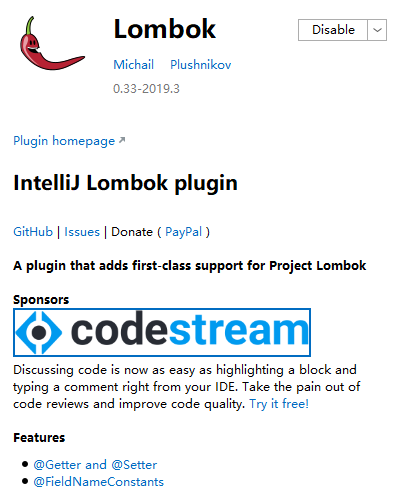 Lombok
Disable
Michail Plushnikov
0.33-2019.3
Plugin homepage ↗
IntelliJ Lombok plugin
GitHub | Issues | Donate ( PayPal )
A plugin that adds first-class support for Project Lombok
Sponsors
codestream
Discussing code is now as easy as highlighting a block and
typing a comment right from your IDE. Take the pain out of
code reviews and improve code quality. Try it free!
Features
• @Getter and @Setter
• @FieldNameConstants